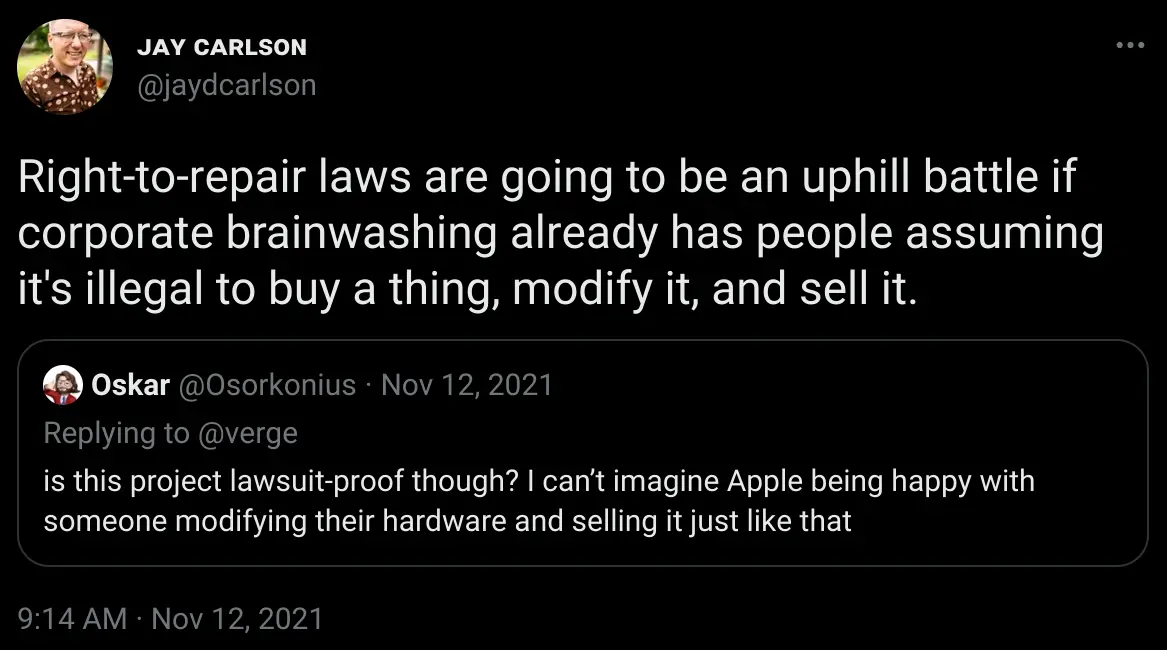 JAY CARLSON
@jaydcarlson
Right-to-repair laws are going to be an uphill battle if
corporate brainwashing already has people assuming
it's illegal to buy a thing, modify it, and sell it.
Oskar @Osorkonius · Nov 12, 2021
Replying to @verge
is this project lawsuit-proof though? I can’t imagine Apple being happy with
someone modifying their hardware and selling it just like that
9:14 AM · Nov 12, 2021